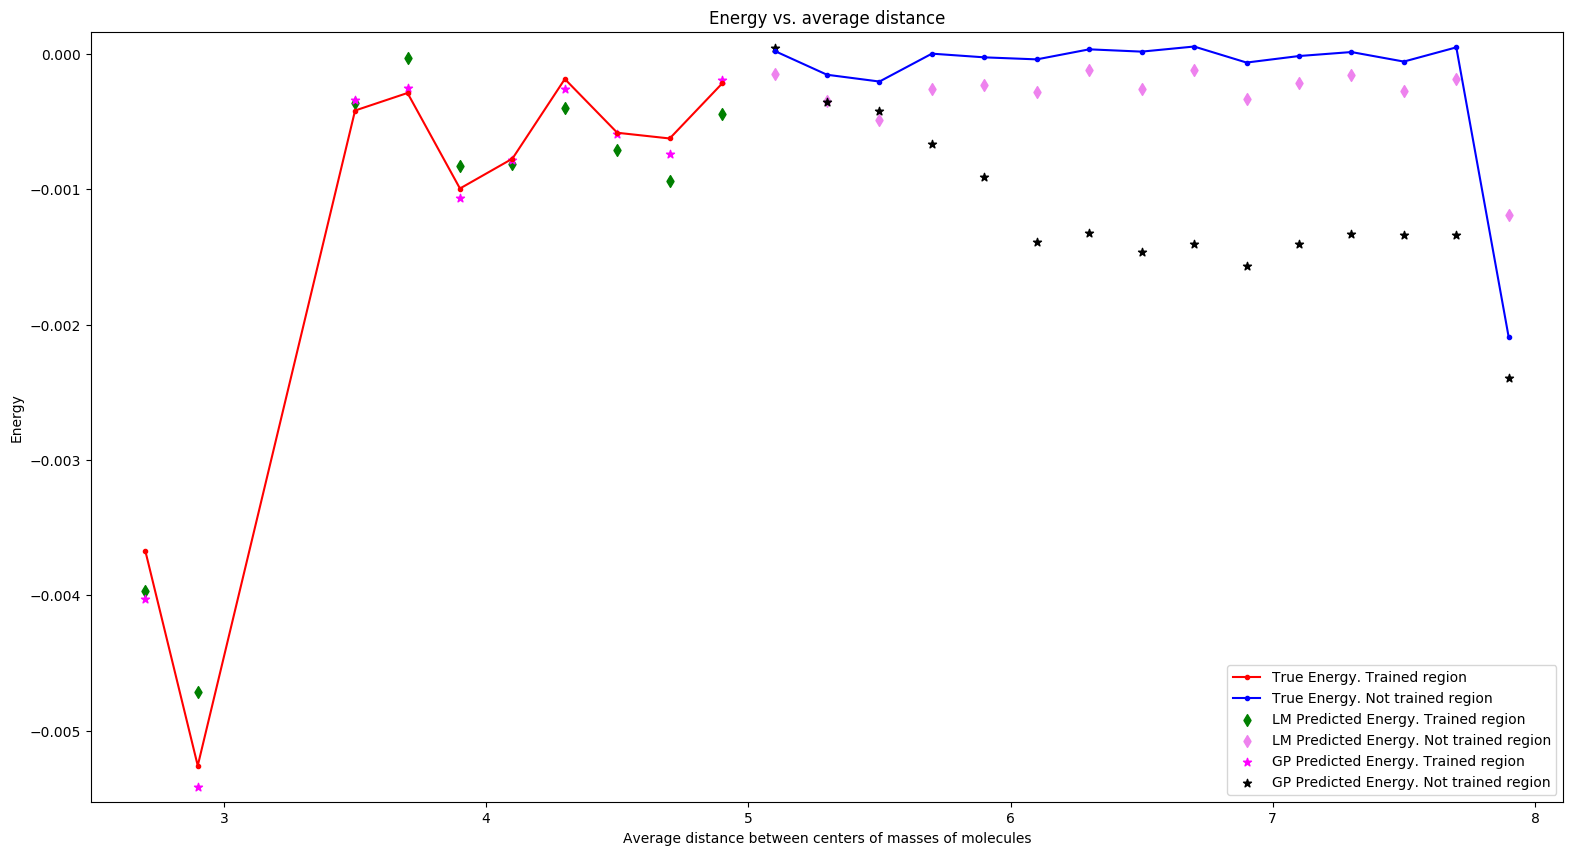 Energy vs. average distance
0.000
−0.001
−0.002
−0.003
−0.004
−0.005
Energy
3 4 5 6 7 8
Average distance between centers of masses of molecules
True Energy. Trained region
True Energy. Not trained region
LM Predicted Energy. Trained region
LM Predicted Energy. Not trained region
GP Predicted Energy. Trained region
GP Predicted Energy. Not trained region